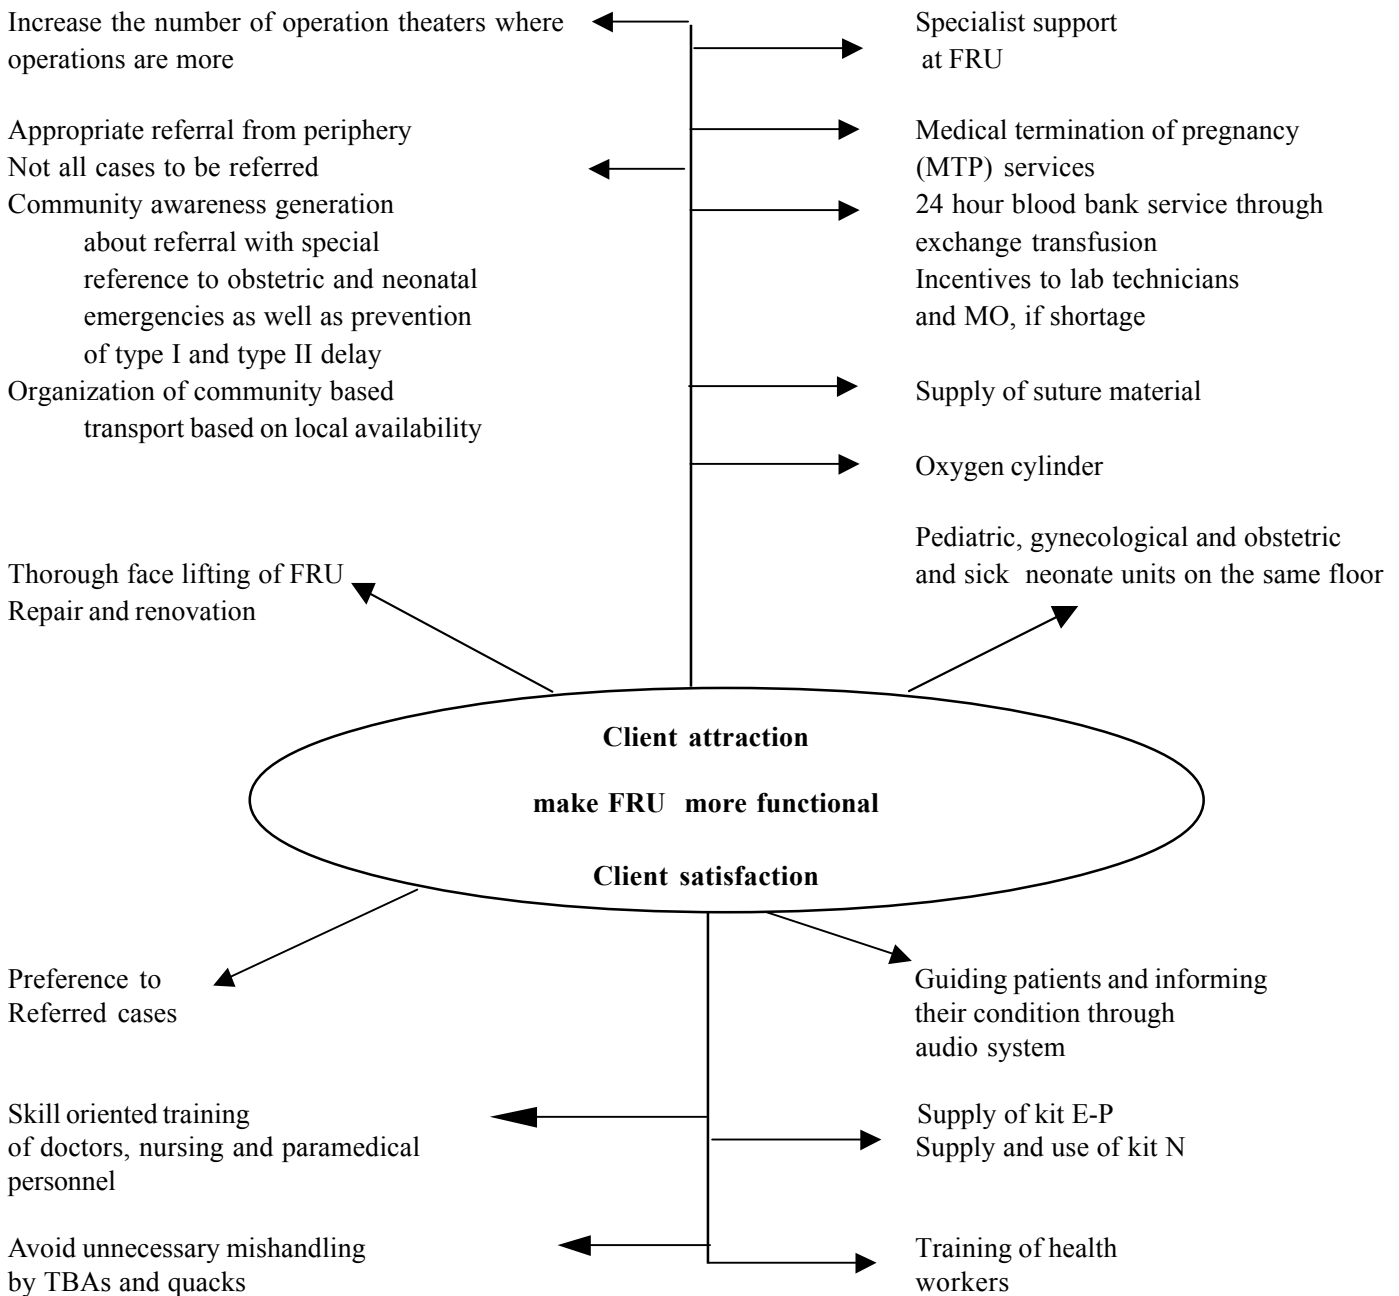 Increase the number of operation theaters where
operations are more
Specialist support
at FRU
Appropriate referral from periphery
Not all cases to be referred
Community awareness generation
about referral with special
reference to obstetric and neonatal
emergencies as well as prevention
of type I and type II delay
Organization of community based
transport based on local availability
Medical termination of pregnancy
(MTP) services
24 hour blood bank service through
exchange transfusion
Incentives to lab technicians
and MO, if shortage
Supply of suture material
Oxygen cylinder
Thorough face lifting of FRU
Repair and renovation
Pediatric, gynecological and obstetric
and sick neonate units on the same floor
Client attraction
make FRU more functional
Client satisfaction
Preference to
Referred cases
Guiding patients and informing
their condition through
audio system
Skill oriented training
of doctors, nursing and paramedical
personnel
Supply of kit E-P
Supply and use of kit N
Avoid unnecessary mishandling
by TBAs and quacks
Training of health
workers